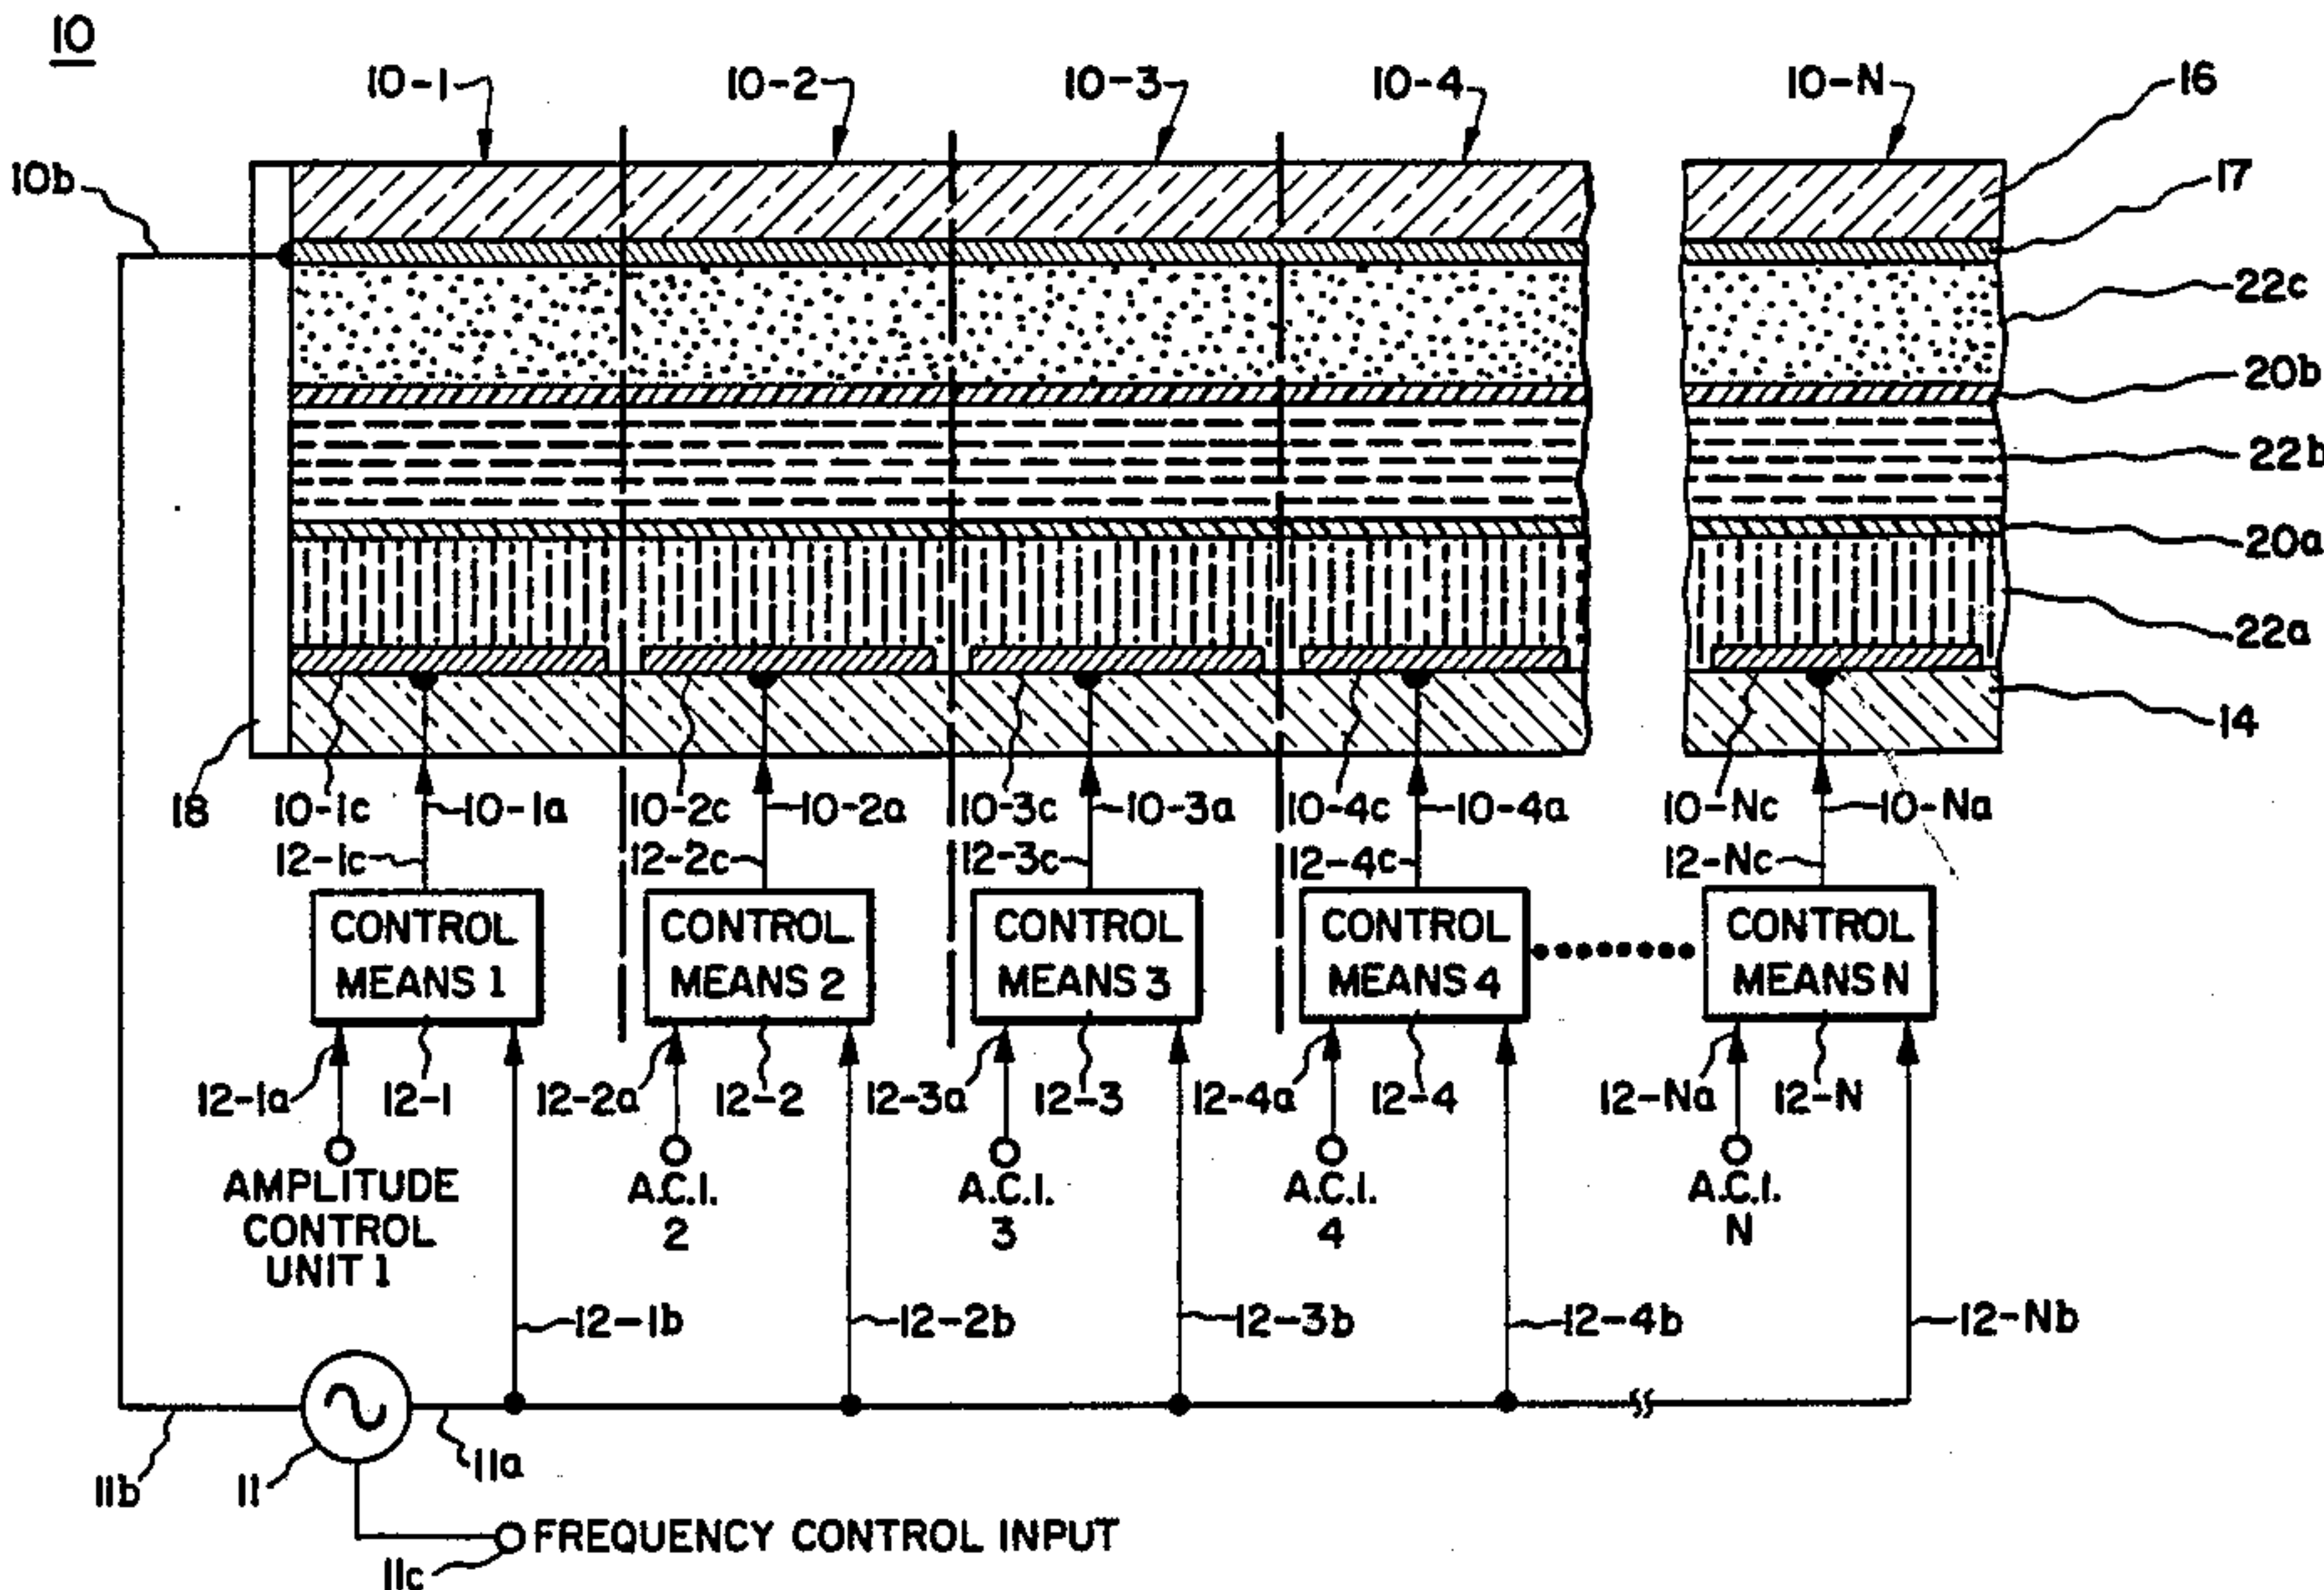 10
10-1 10-2 10-3 10-4 10-N 16
17
10b
22c
20b
22b
20a
22a
14
18 10-1c 10-1a 10-2c 10-2a 10-3c 10-3a 10-4c 10-4a 10-Nc 10-Na
12-1c 12-2c 12-3c 12-4c 12-Nc
CONTROL MEANS 1
CONTROL MEANS 2
CONTROL MEANS 3
CONTROL MEANS 4
CONTROL MEANS N
12-1a 12-1 12-2a 12-2 12-3a 12-3 12-4a 12-4 12-Na 12-N
AMPLITUDE
CONTROL
UNIT 1
A.C.I.
2
A.C.I.
3
A.C.I.
4
A.C.I.
N
12-1b 12-2b 12-3b 12-4b 12-Nb
11b 11 11a
FREQUENCY CONTROL INPUT
11c